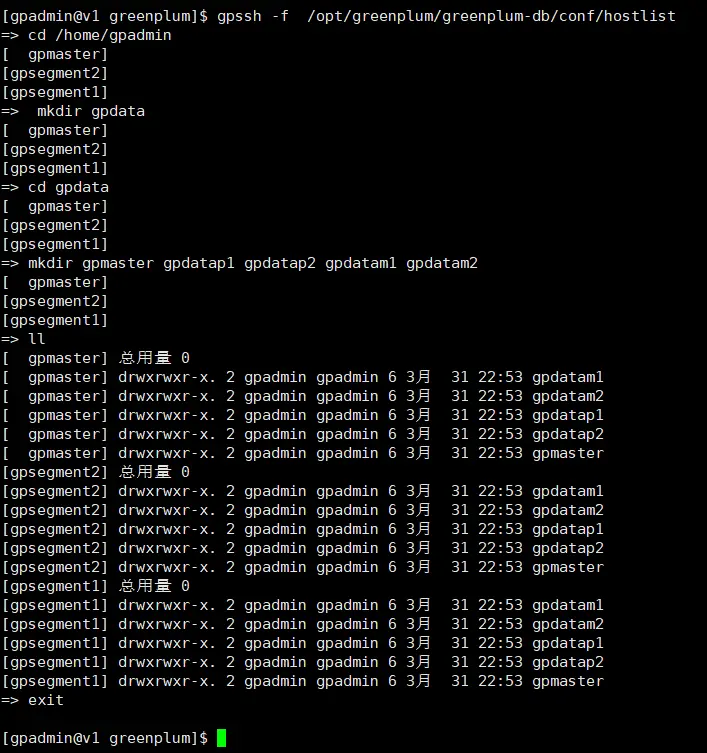 [gpadmin@v1 greenplum]$ gpssh -f  /opt/greenplum/greenplum-db/conf/hostlist
=> cd /home/gpadmin
[  gpmaster]
[gpsegment2]
[gpsegment1]
=>  mkdir gpdata
[  gpmaster]
[gpsegment2]
[gpsegment1]
=> cd gpdata
[  gpmaster]
[gpsegment2]
[gpsegment1]
=> mkdir gpmaster gpdatap1 gpdatap2 gpdatam1 gpdatam2
[  gpmaster]
[gpsegment2]
[gpsegment1]
=> ll
[  gpmaster] 总用量 0
[  gpmaster] drwxrwxr-x. 2 gpadmin gpadmin 6 3月  31 22:53 gpdatam1
[  gpmaster] drwxrwxr-x. 2 gpadmin gpadmin 6 3月  31 22:53 gpdatam2
[  gpmaster] drwxrwxr-x. 2 gpadmin gpadmin 6 3月  31 22:53 gpdatap1
[  gpmaster] drwxrwxr-x. 2 gpadmin gpadmin 6 3月  31 22:53 gpdatap2
[  gpmaster] drwxrwxr-x. 2 gpadmin gpadmin 6 3月  31 22:53 gpmaster
[gpsegment2] 总用量 0
[gpsegment2] drwxrwxr-x. 2 gpadmin gpadmin 6 3月  31 22:53 gpdatam1
[gpsegment2] drwxrwxr-x. 2 gpadmin gpadmin 6 3月  31 22:53 gpdatam2
[gpsegment2] drwxrwxr-x. 2 gpadmin gpadmin 6 3月  31 22:53 gpdatap1
[gpsegment2] drwxrwxr-x. 2 gpadmin gpadmin 6 3月  31 22:53 gpdatap2
[gpsegment2] drwxrwxr-x. 2 gpadmin gpadmin 6 3月  31 22:53 gpmaster
[gpsegment1] 总用量 0
[gpsegment1] drwxrwxr-x. 2 gpadmin gpadmin 6 3月  31 22:53 gpdatam1
[gpsegment1] drwxrwxr-x. 2 gpadmin gpadmin 6 3月  31 22:53 gpdatam2
[gpsegment1] drwxrwxr-x. 2 gpadmin gpadmin 6 3月  31 22:53 gpdatap1
[gpsegment1] drwxrwxr-x. 2 gpadmin gpadmin 6 3月  31 22:53 gpdatap2
[gpsegment1] drwxrwxr-x. 2 gpadmin gpadmin 6 3月  31 22:53 gpmaster
=> exit
[gpadmin@v1 greenplum]$